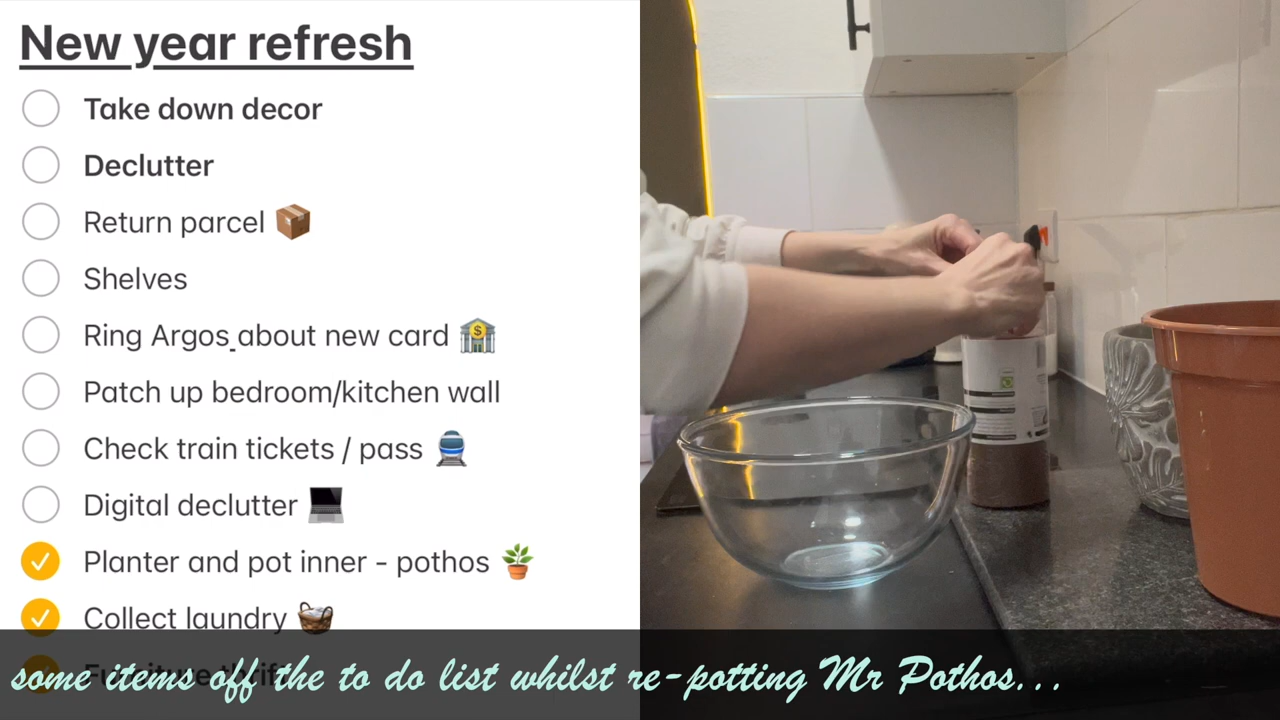 New year refresh
Take down decor
Declutter
Return parcel
Shelves
Ring Argos about new card
Patch up bedroom/kitchen wall
Check train tickets / pass
Digital declutter
Planter and pot inner - pothos
Collect laundry
some items off the to do list whilst re-potting Mr Pothos...